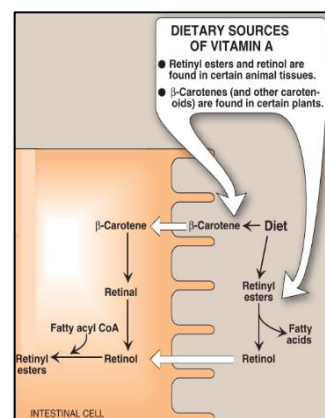 DIETARY SOURCES
OF VITAMIN A
● Retinyl esters and retinol are
found in certain animal tissues.
● β-Carotenes (and other caroten-
oids) are found in certain plants.
β-Carotene
β-Carotene
Diet
Retinal
Retinyl
esters
Fatty acyl CoA
Fatty
acids
Retinyl
esters
Retinol
Retinol
INTESTINAL CELL